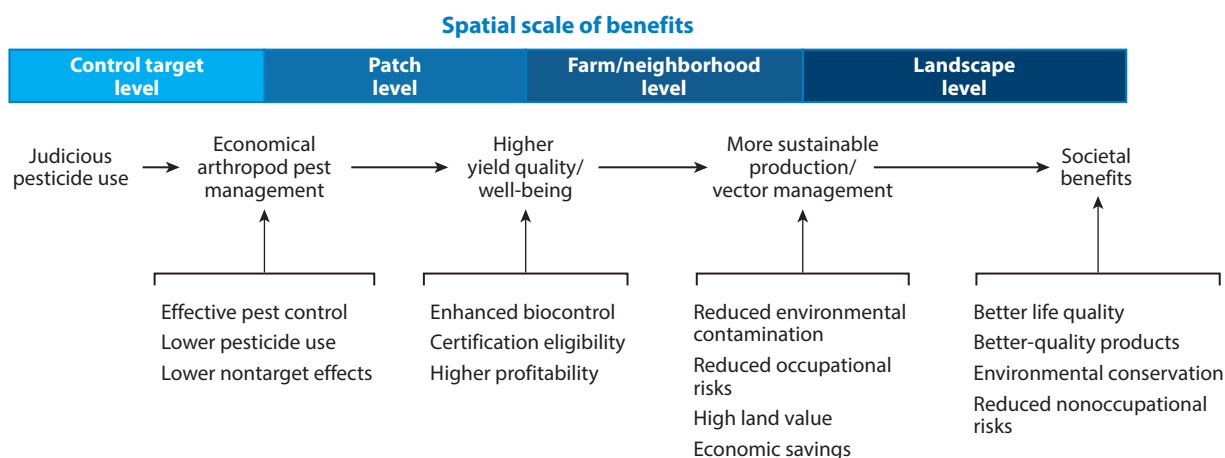 Spatial scale of benefits
Control target
level
Patch
level
Farm/neighborhood
level
Landscape
level
Judicious
pesticide use
Economical
arthropod pest
management
Higher
yield quality/
well-being
More sustainable
production/
vector management
Societal
benefits
Effective pest control
Lower pesticide use
Lower nontarget effects
Enhanced biocontrol
Certification eligibility
Higher profitability
Reduced environmental
contamination
Reduced occupational
risks
High land value
Economic savings
Better life quality
Better-quality products
Environmental conservation
Reduced nonoccupational
risks